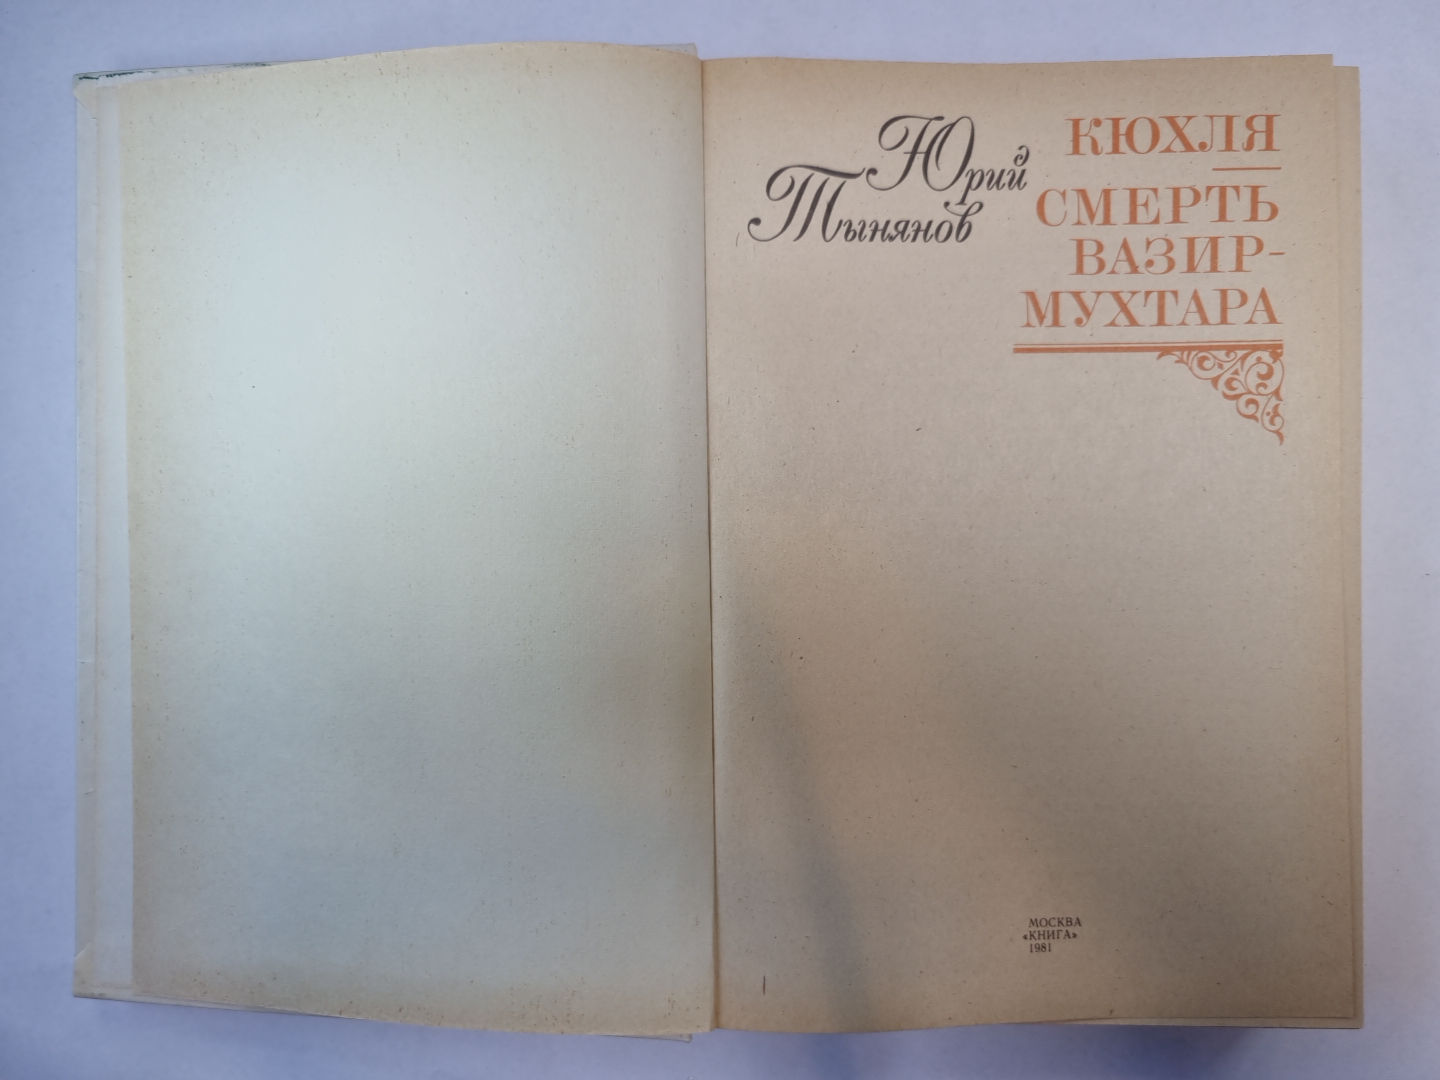 Юрий
Тынянов
КЮХЛЯ
СМЕРТЬ
ВАЗИР-
МУХТАРА
МОСКВА
«КНИГА»
1981